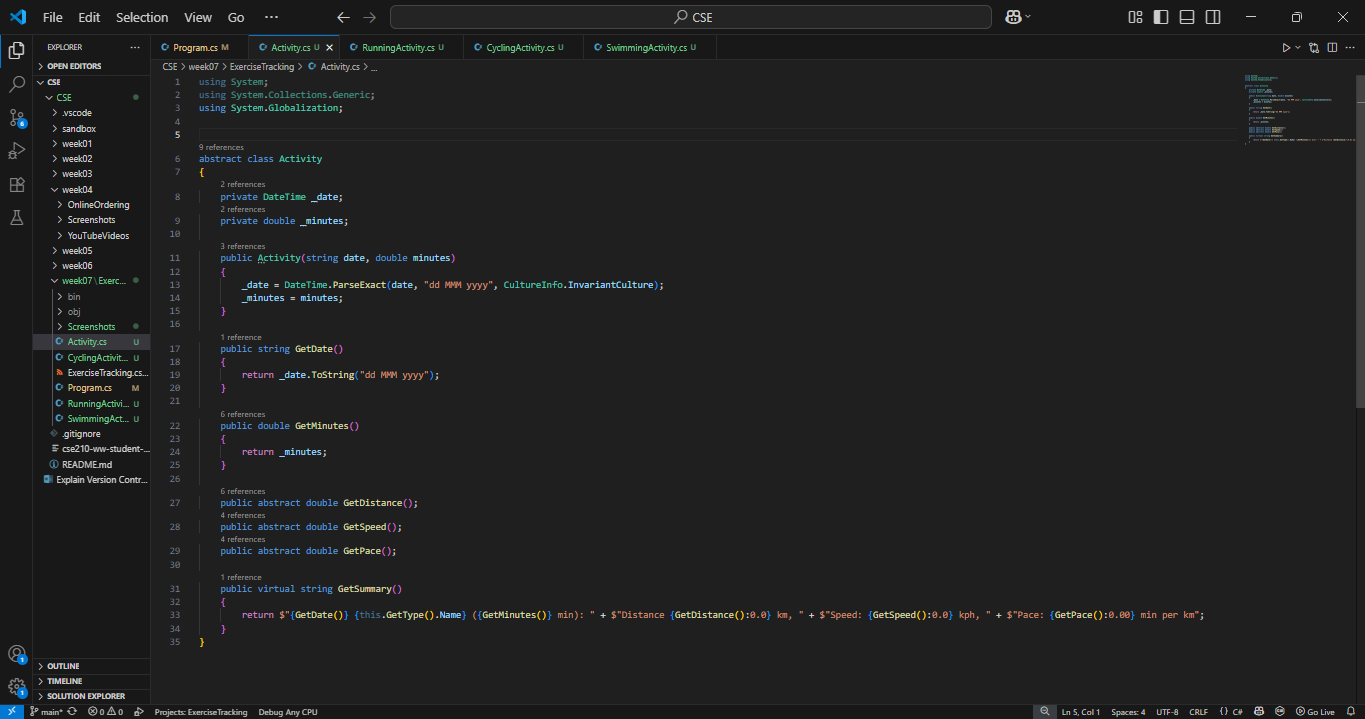 File Edit Selection View Go ··· CSE
EXPLORER ···
OPEN EDITORS
CSE
CSE
.vscode
sandbox
week01
week02
week03
week04
OnlineOrdering
Screenshots
YouTubeVideos
week05
week06
week07\Exerc...
bin
obj
Screenshots
Activity.cs U
CyclingActivit... U
ExerciseTracking.cs...
Program.cs M
RunningActivi... U
SwimmingAct... U
.gitignore
cse210-ww-student-...
README.md
Explain Version Contr...
OUTLINE
TIMELINE
SOLUTION EXPLORER
6
1
1
Program.cs M Activity.cs U RunningActivity.cs U CyclingActivity.cs U SwimmingActivity.cs U
CSE > week07 > ExerciseTracking > Activity.cs > ...
1 using System;
2 using System.Collections.Generic;
3 using System.Globalization;
4
5
9 references
6 abstract class Activity
7 {
2 references
8 private DateTime _date;
2 references
9 private double _minutes;
10
3 references
11 public Activity(string date, double minutes)
12 {
13 _date = DateTime.ParseExact(date, "dd MMM yyyy", CultureInfo.InvariantCulture);
14 _minutes = minutes;
15 }
16
1 reference
17 public string GetDate()
18 {
19 return _date.ToString("dd MMM yyyy");
20 }
21
6 references
22 public double GetMinutes()
23 {
24 return _minutes;
25 }
26
6 references
27 public abstract double GetDistance();
4 references
28 public abstract double GetSpeed();
4 references
29 public abstract double GetPace();
30
1 reference
31 public virtual string GetSummary()
32 {
33 return $"{GetDate()} {this.GetType().Name} ({GetMinutes()} min): " + $"Distance {GetDistance():0.0} km, " + $"Speed: {GetSpeed():0.0} kph, " + $"Pace: {GetPace():0.00} min per km";
34 }
35 }
main* 0 0 Projects: ExerciseTracking Debug Any CPU Ln 5, Col 1 Spaces: 4 UTF-8 CRLF {} C# Go Live